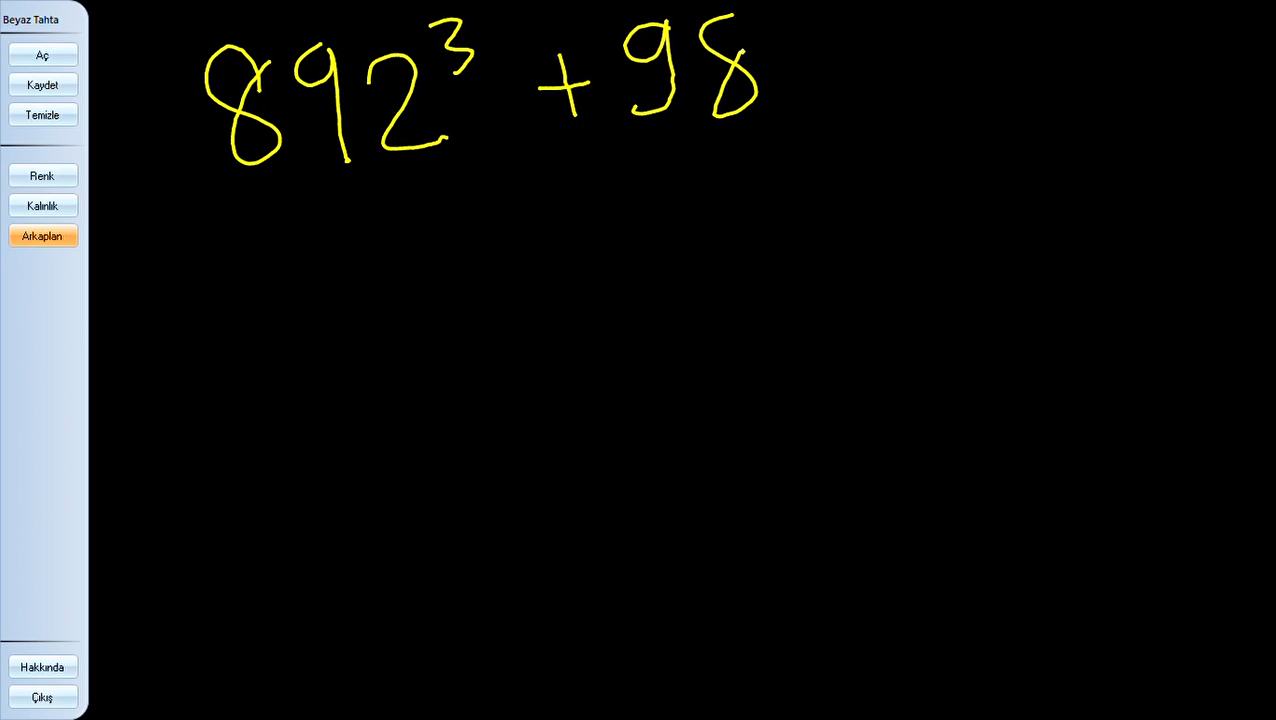 Beyaz Tahta
Aç
Kaydet
Temizle
Renk
Kalınlık
Arkaplan
Hakkında
Çıkış
892³ + 98